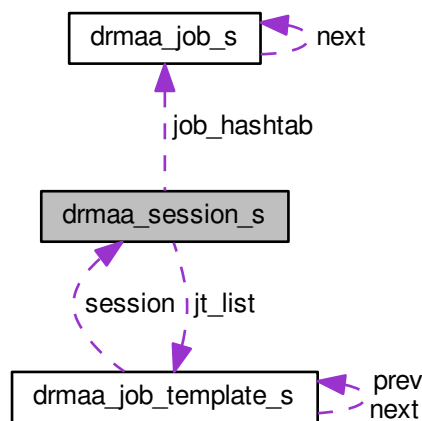 drmaa_job_s
next
job_hashtab
drmaa_session_s
session
jt_list
drmaa_job_template_s
prev
next